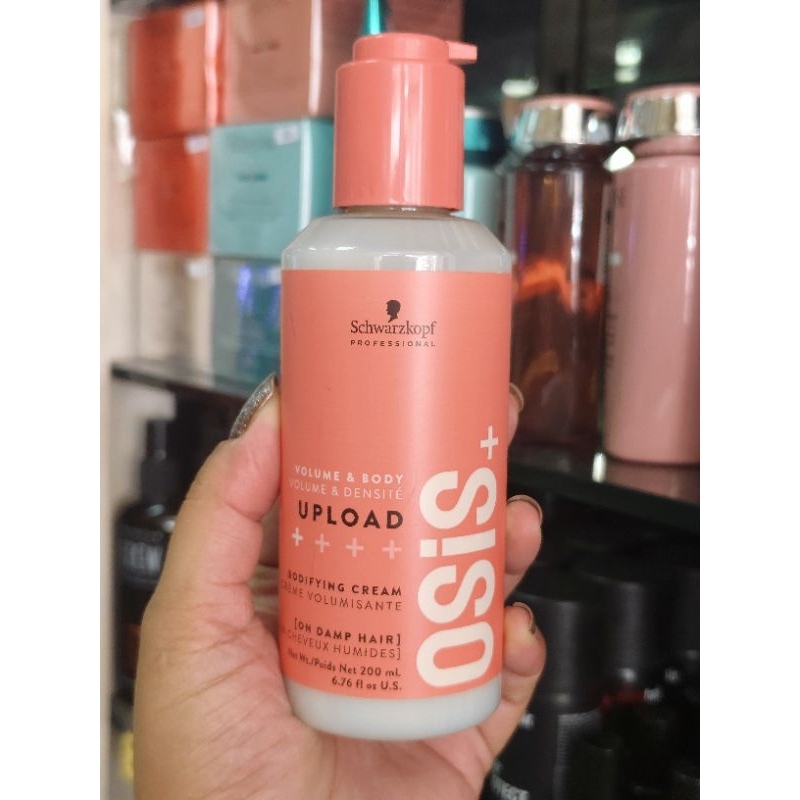 Schwarzkopf
PROFESSIONAL
VOLUME & BODY
VOLUME & DENSITÉ
UPLOAD
+ + + +
BODIFYING CREAM
CRÈME VOLUMISANTE
[ON DAMP HAIR]
CHEVEUX HUMIDES]
Net Wt./Poids Net 200 ml.
6.76 fl oz U.S.
OSiS+